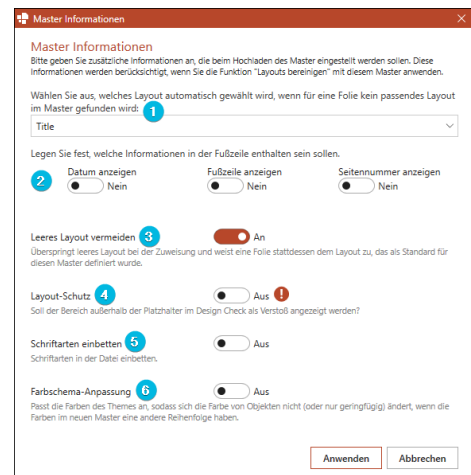 Master Informationen
Master Informationen
Bitte geben Sie zusätzliche Informationen an, die beim Hochladen des Master eingestellt werden sollen. Diese
Informationen werden berücksichtigt, wenn Sie die Funktion "Layouts bereinigen" mit diesem Master anwenden.
Wählen Sie aus, welches Layout automatisch gewählt wird, wenn für eine Folie kein passendes Layout
im Master gefunden wird: 1
Title
Legen Sie fest, welche Informationen in der Fußzeile enthalten sein sollen.
Datum anzeigen Fußzeile anzeigen Seitennummer anzeigen
2 Nein Nein Nein
Leeres Layout vermeiden 3 An
Überspringt leeres Layout bei der Zuweisung und weist eine Folie stattdessen dem Layout zu, das als Standard für
diesen Master definiert wurde.
Layout-Schutz 4 Aus !
Soll der Bereich außerhalb der Platzhalter im Design Check als Verstoß angezeigt werden?
Schriftarten einbetten 5 Aus
Schriftarten in der Datei einbetten.
Farbschema-Anpassung 6 Aus
Passt die Farben des Themes an, sodass sich die Farbe von Objekten nicht (oder nur geringfügig) ändert, wenn die
Farben im neuen Master eine andere Reihenfolge haben.
Anwenden Abbrechen